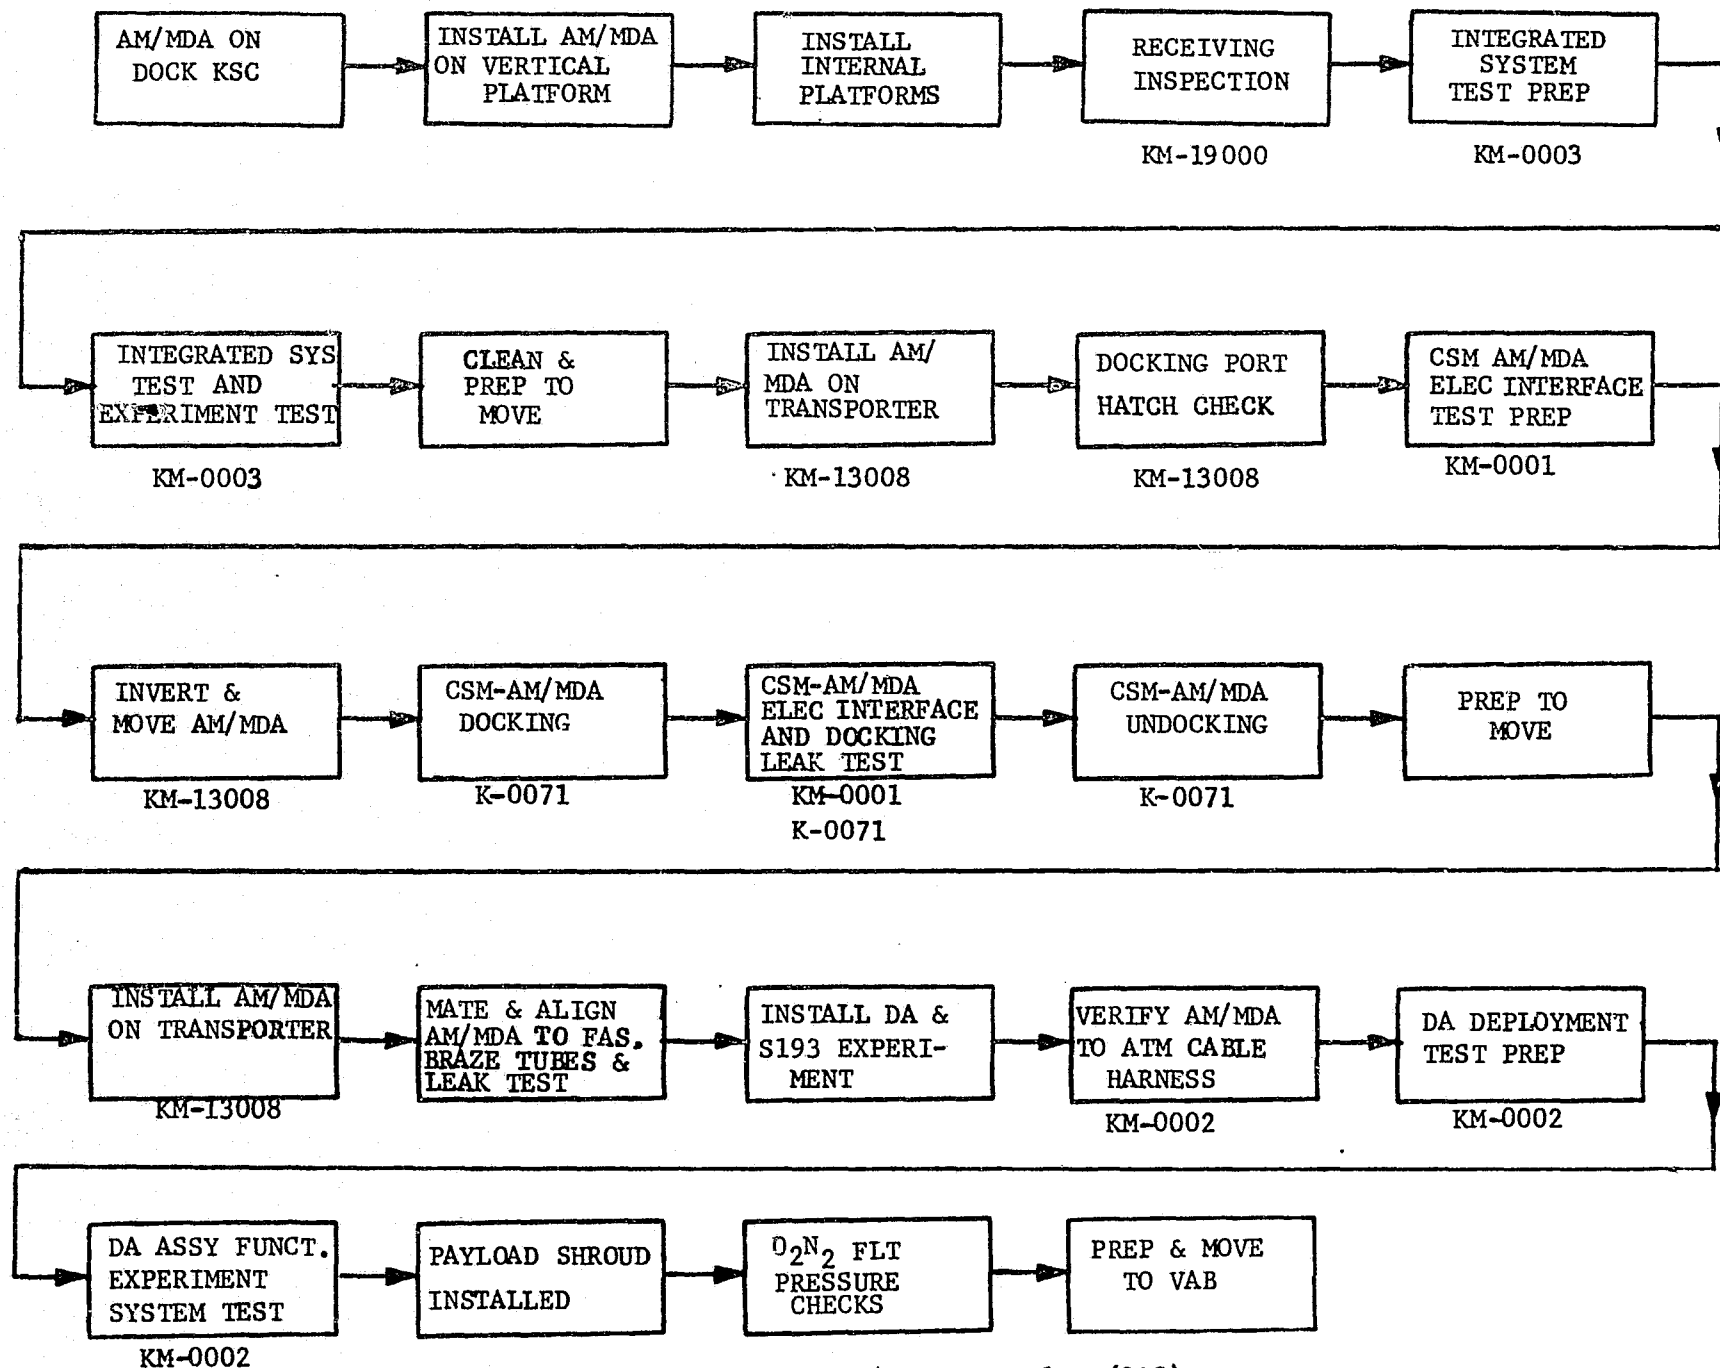 AM/MDA ON
DOCK KSC
INSTALL AM/MDA
ON VERTICAL
PLATFORM
INSTALL
INTERNAL
PLATFORMS
RECEIVING
INSPECTION
KM-19000
INTEGRATED
SYSTEM
TEST PREP
KM-0003
INTEGRATED SYS
TEST AND
EXPERIMENT TEST
KM-0003
CLEAN &
PREP TO
MOVE
INSTALL AM/
MDA ON
TRANSPORTER
KM-13008
DOCKING PORT
HATCH CHECK
KM-13008
CSM AM/MDA
ELEC INTERFACE
TEST PREP
KM-0001
INVERT &
MOVE AM/MDA
KM-13008
CSM-AM/MDA
DOCKING
K-0071
CSM-AM/MDA
ELEC INTERFACE
AND DOCKING
LEAK TEST
KM-0001
K-0071
CSM-AM/MDA
UNDOCKING
K-0071
PREP TO
MOVE
INSTALL AM/MDA
ON TRANSPORTER
KM-13008
MATE & ALIGN
AM/MDA TO FAS.
BRAZE TUBES &
LEAK TEST
INSTALL DA &
S193 EXPERI-
MENT
VERIFY AM/MDA
TO ATM CABLE
HARNESS
KM-0002
DA DEPLOYMENT
TEST PREP
KM-0002
DA ASSY FUNCT.
EXPERIMENT
SYSTEM TEST
KM-0002
PAYLOAD SHROUD
INSTALLED
O₂N₂ FLT
PRESSURE
CHECKS
PREP & MOVE
TO VAB